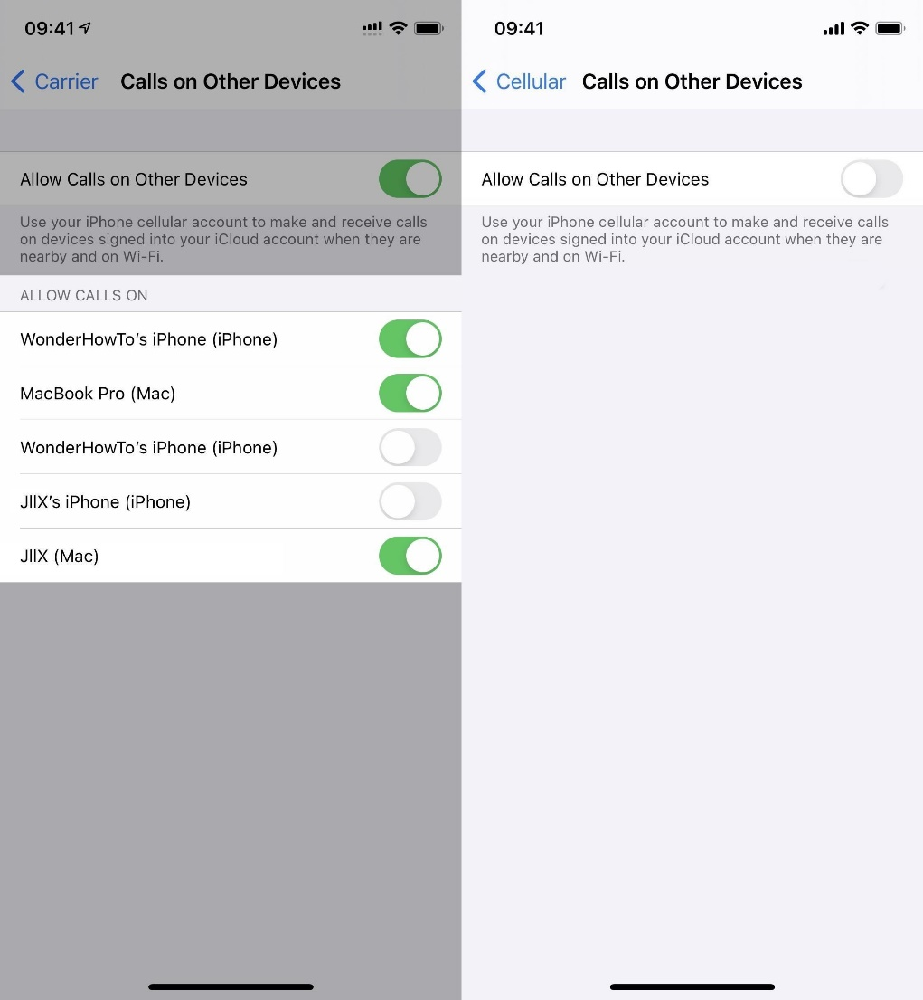 09:41
Carrier
Calls on Other Devices
Allow Calls on Other Devices
Use your iPhone cellular account to make and receive calls
on devices signed into your iCloud account when they are
nearby and on Wi-Fi.
ALLOW CALLS ON
WonderHowTo’s iPhone (iPhone)
MacBook Pro (Mac)
WonderHowTo’s iPhone (iPhone)
JllX’s iPhone (iPhone)
JllX (Mac)
09:41
Cellular
Calls on Other Devices
Allow Calls on Other Devices
Use your iPhone cellular account to make and receive calls
on devices signed into your iCloud account when they are
nearby and on Wi-Fi.